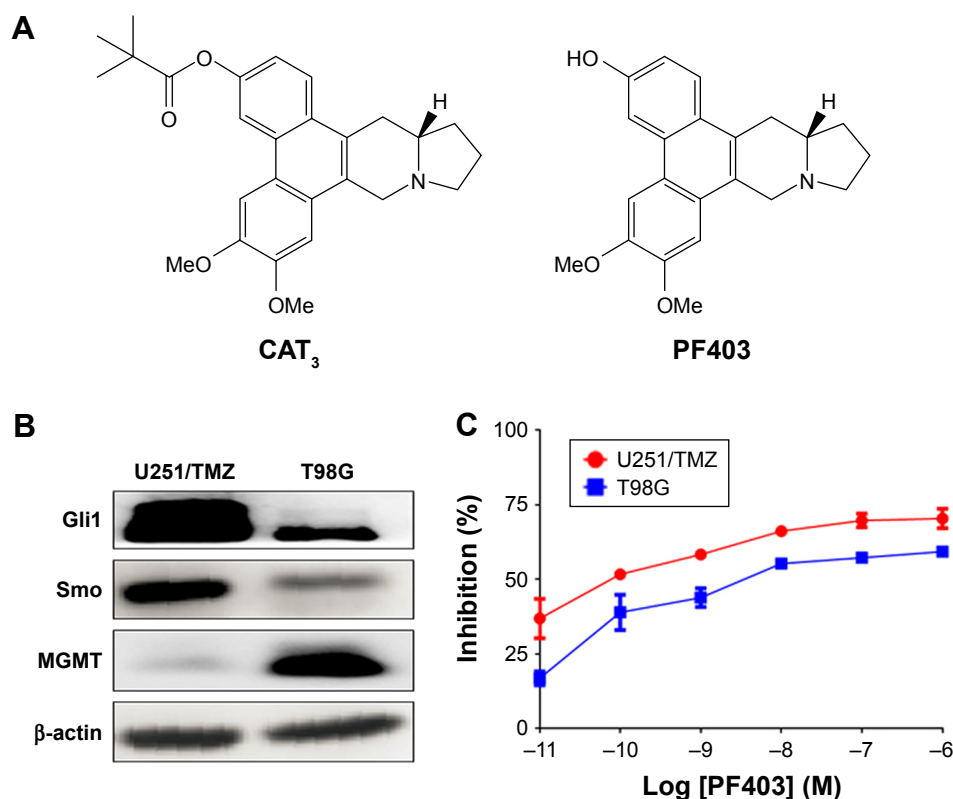 A
O
O
H
N
MeO
OMe
CAT3
HO
H
N
MeO
OMe
PF403
B
U251/TMZ T98G
Gli1
Smo
MGMT
β-actin
C
100
75
50
25
0
Inhibition (%)
U251/TMZ
T98G
–11 –10 –9 –8 –7 –6
Log [PF403] (M)